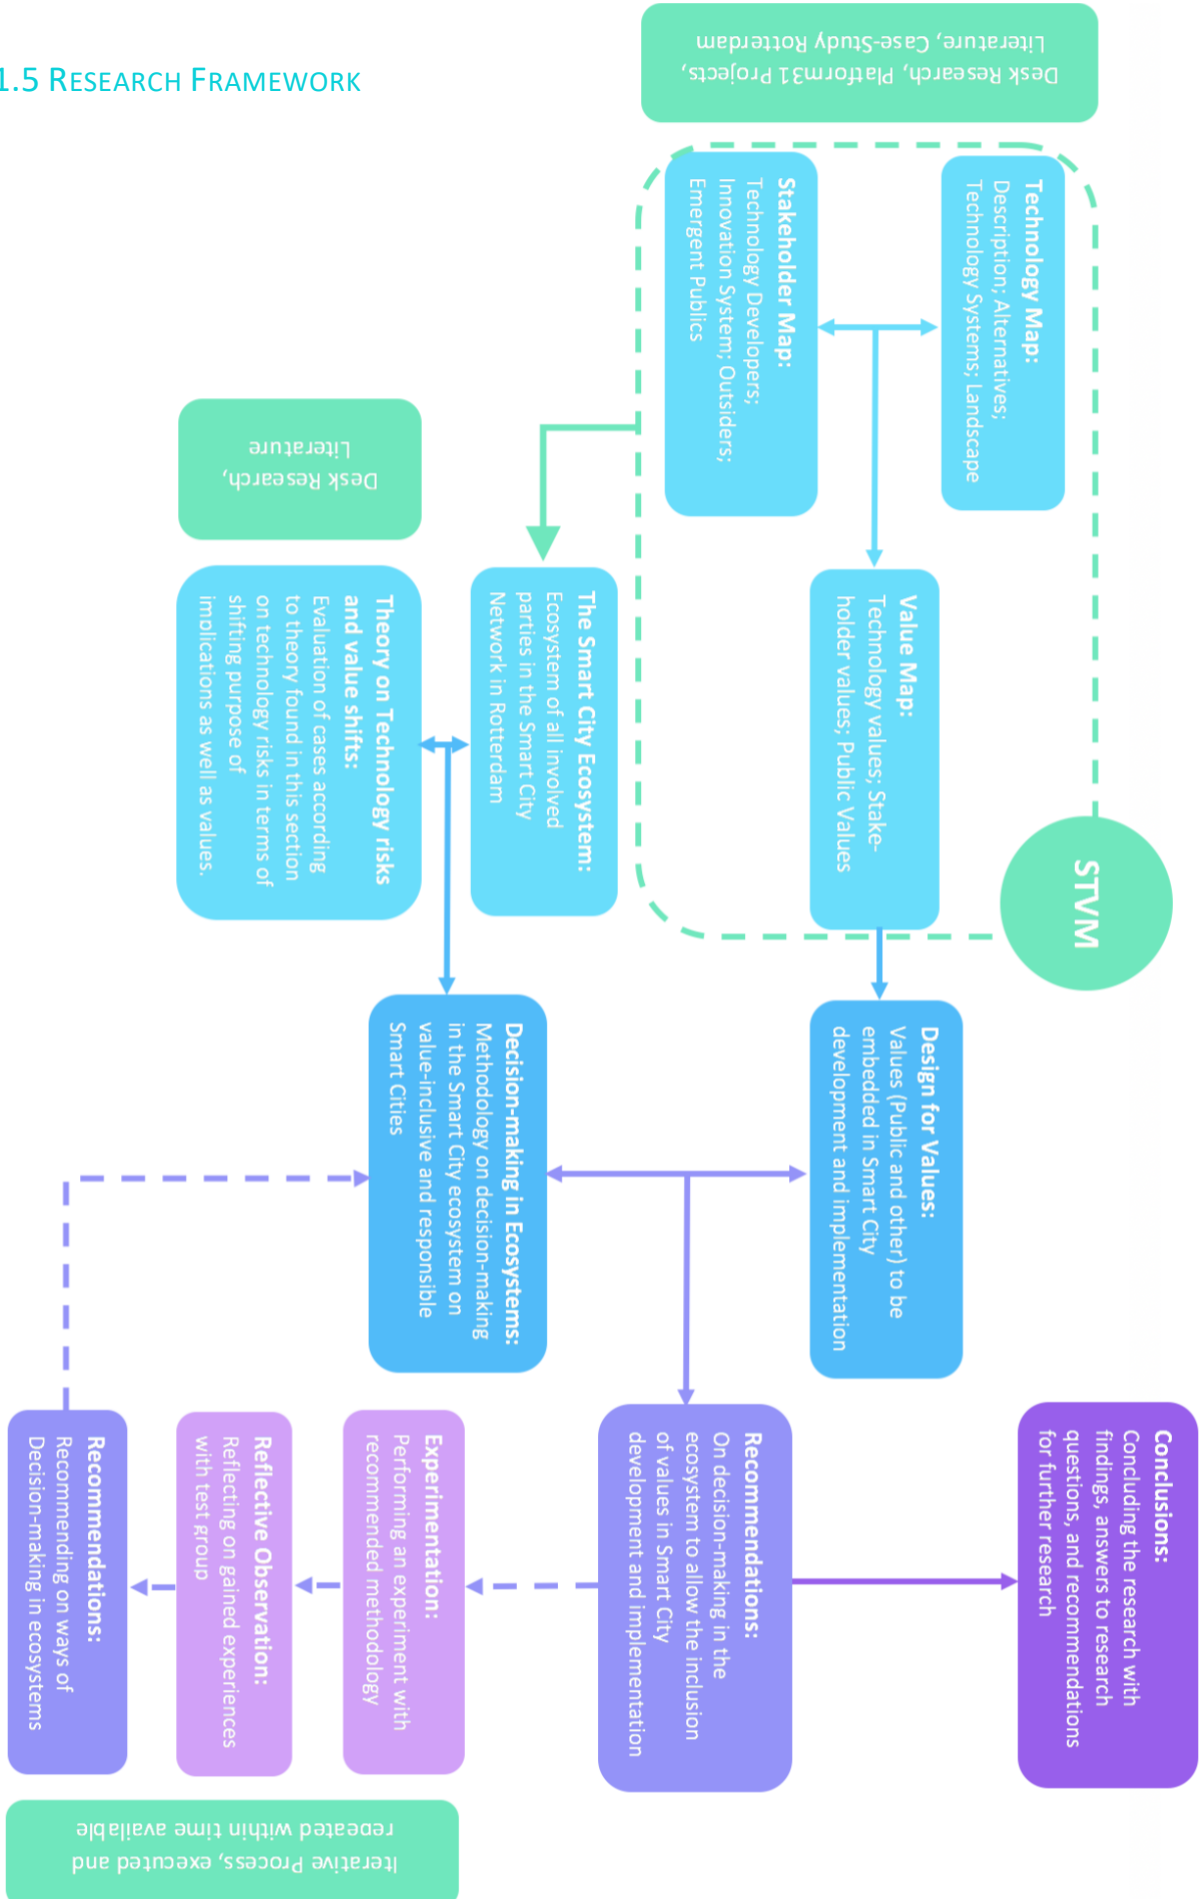 1.5 RESEARCH FRAMEWORK
Desk Research, Platform31 Projects,
Literature, Case-Study Rotterdam
Technology Map:
Description; Alternatives;
Technology Systems; Landscape
Stakeholder Map:
Technology Developers;
Innovation System; Outsiders;
Emergent Publics
Value Map:
Technology values; Stake-
holder values; Public Values
STVM
Desk Research,
Literature
The Smart City Ecosystem:
Ecosystem of all involved
parties in the Smart City
Network in Rotterdam
Theory on Technology risks
and value shifts:
Evaluation of cases according
to theory found in this section
on technology risks in terms of
shifting purpose of
implications as well as values.
Design for Values:
Values (Public and other) to be
embedded in Smart City
development and implementation
Decision-making in Ecosystems:
Methodology on decision-making
in the Smart City ecosystem on
value-inclusive and responsible
Smart Cities
Conclusions:
Concluding the research with
findings, answers to research
questions, and recommendations
for further research
Recommendations:
On decision-making in the
ecosystem to allow the inclusion
of values in Smart City
development and implementation
Experimentation:
Performing an experiment with
recommended methodology
Reflective Observation:
Reflecting on gained experiences
with test group
Recommendations:
Recommending on ways of
Decision-making in ecosystems
Iterative Process, executed and
repeated within time available